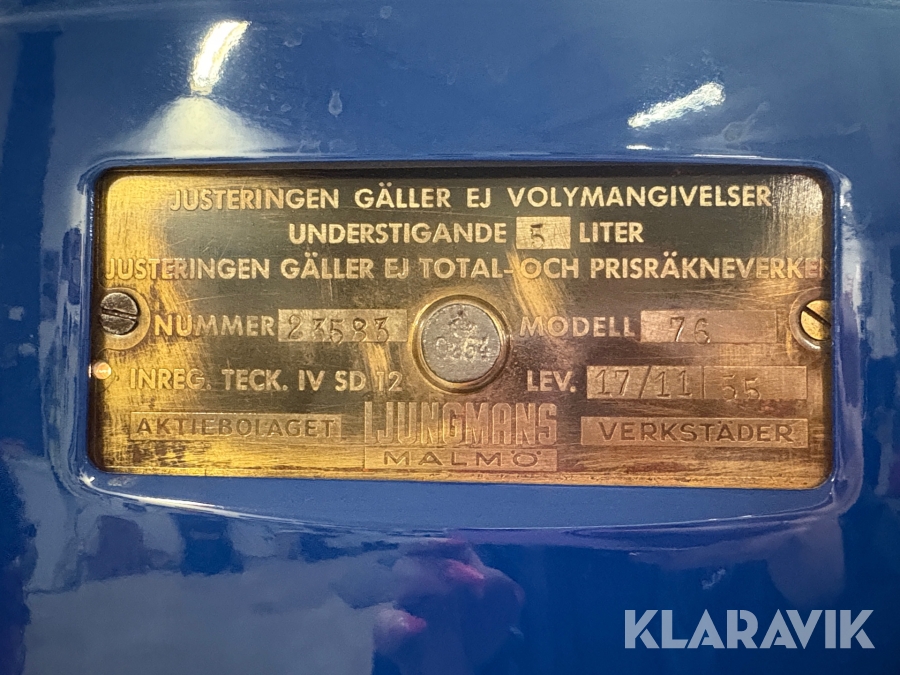 JUSTERINGEN GÄLLER EJ VOLYMANGIVELSER
UNDERSTIGANDE 5 LITER
JUSTERINGEN GÄLLER EJ TOTAL- OCH PRISRÄKNEVERKEN
NUMMER 23583 MODELL 76
INREG. TECK. IV SD 12 LEV. 17/11 55
AKTIEBOLAGET LJUNGMANS VERKSTÄDER
MALMÖ
KLARAVIK